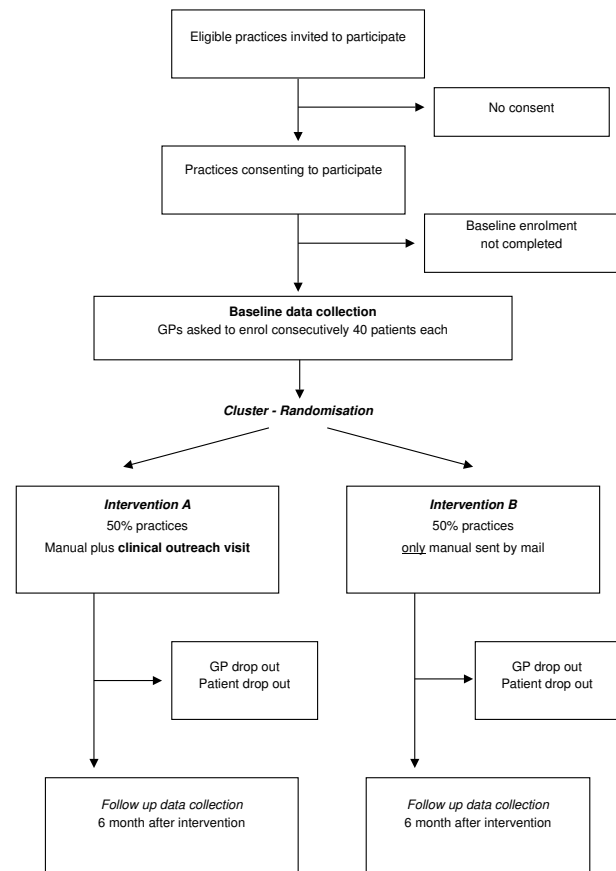 Eligible practices invited to participate
No consent
Practices consenting to participate
Baseline enrolment
not completed
Baseline data collection
GPs asked to enrol consecutively 40 patients each
Cluster - Randomisation
Intervention A
50% practices
Manual plus clinical outreach visit
Intervention B
50% practices
only manual sent by mail
GP drop out
Patient drop out
GP drop out
Patient drop out
Follow up data collection
6 month after intervention
Follow up data collection
6 month after intervention